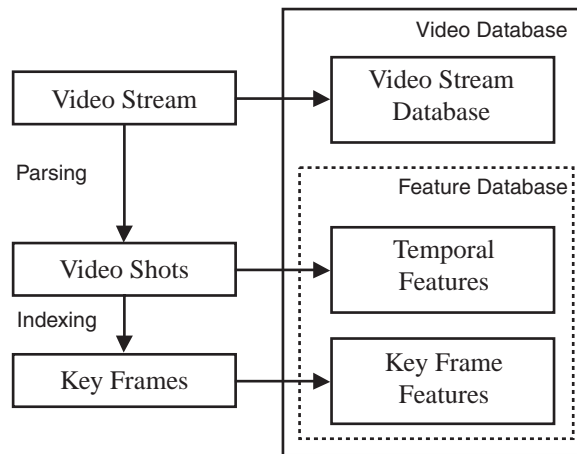 Video Database
Video Stream
Video Stream
Database
Parsing
Feature Database
Video Shots
Temporal
Features
Indexing
Key Frames
Key Frame
Features